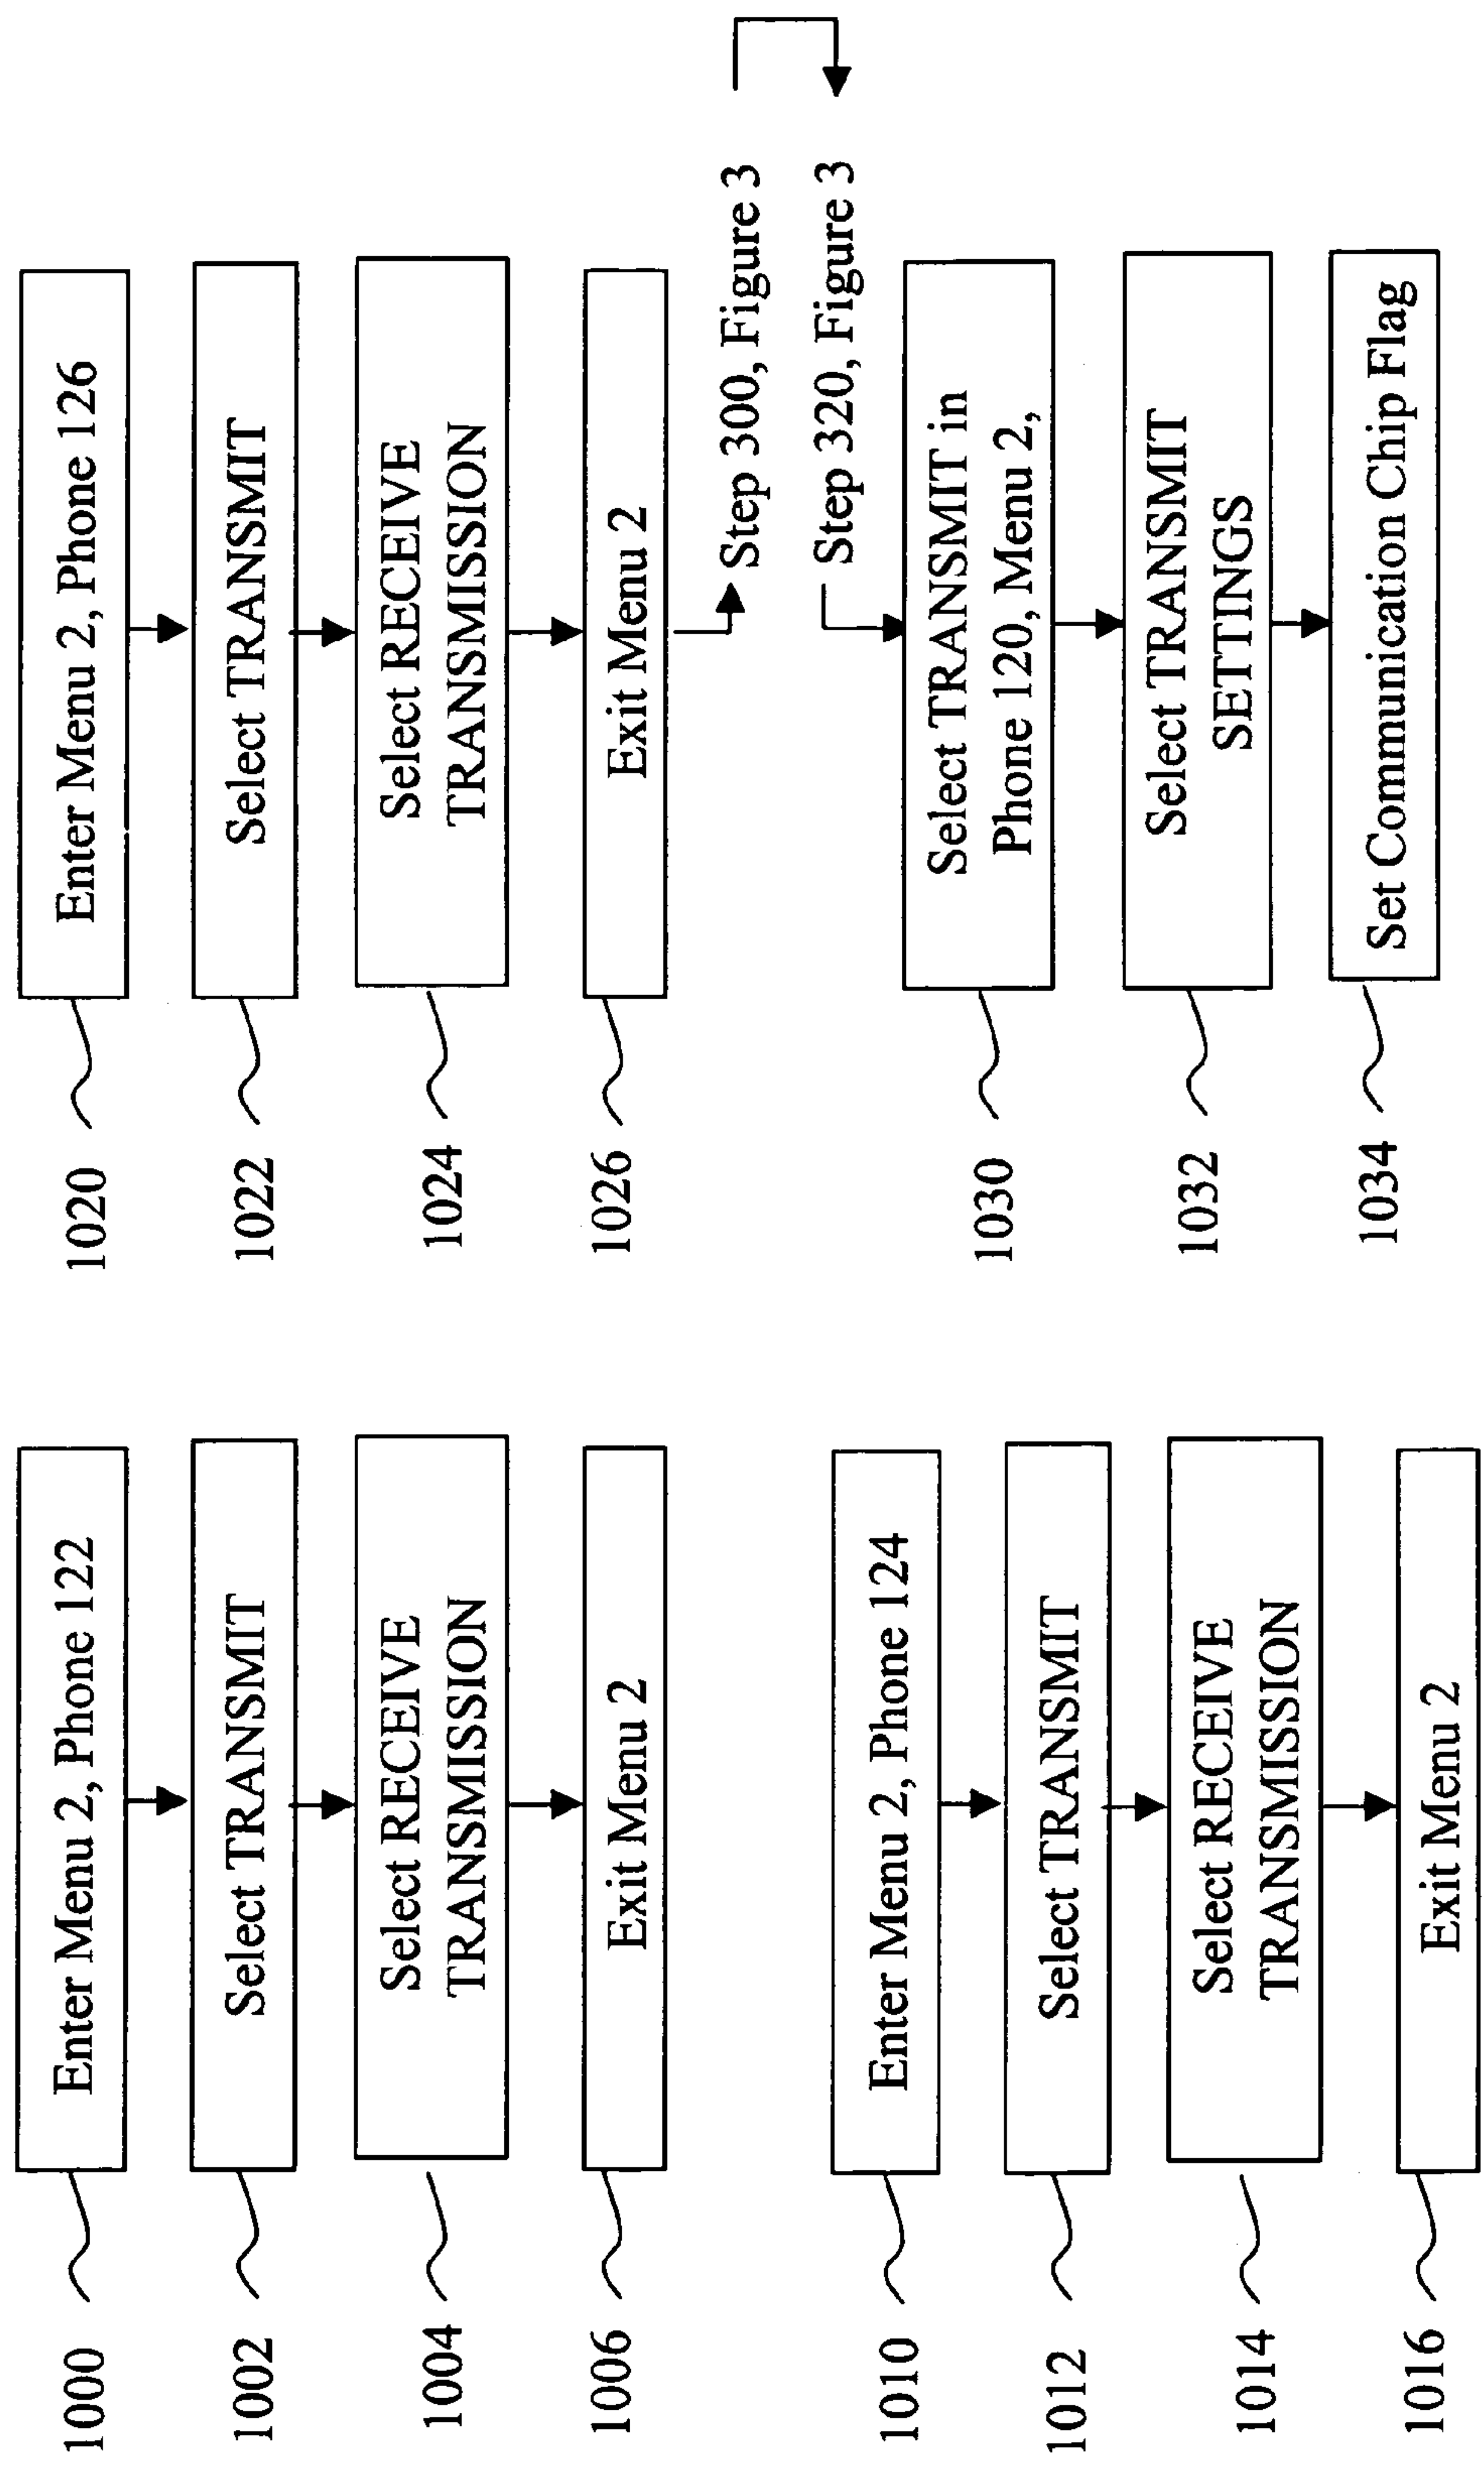 1000
Enter Menu 2, Phone 122
1002
Select TRANSMIT
1004
Select RECEIVE
TRANSMISSION
1006
Exit Menu 2
1010
Enter Menu 2, Phone 124
1012
Select TRANSMIT
1014
Select RECEIVE
TRANSMISSION
1016
Exit Menu 2
1020
Enter Menu 2, Phone 126
1022
Select TRANSMIT
1024
Select RECEIVE
TRANSMISSION
1026
Exit Menu 2
Step 300, Figure 3
Step 320, Figure 3
1030
Select TRANSMIT in
Phone 120, Menu 2,
1032
Select TRANSMIT
SETTINGS
1034
Set Communication Chip Flag